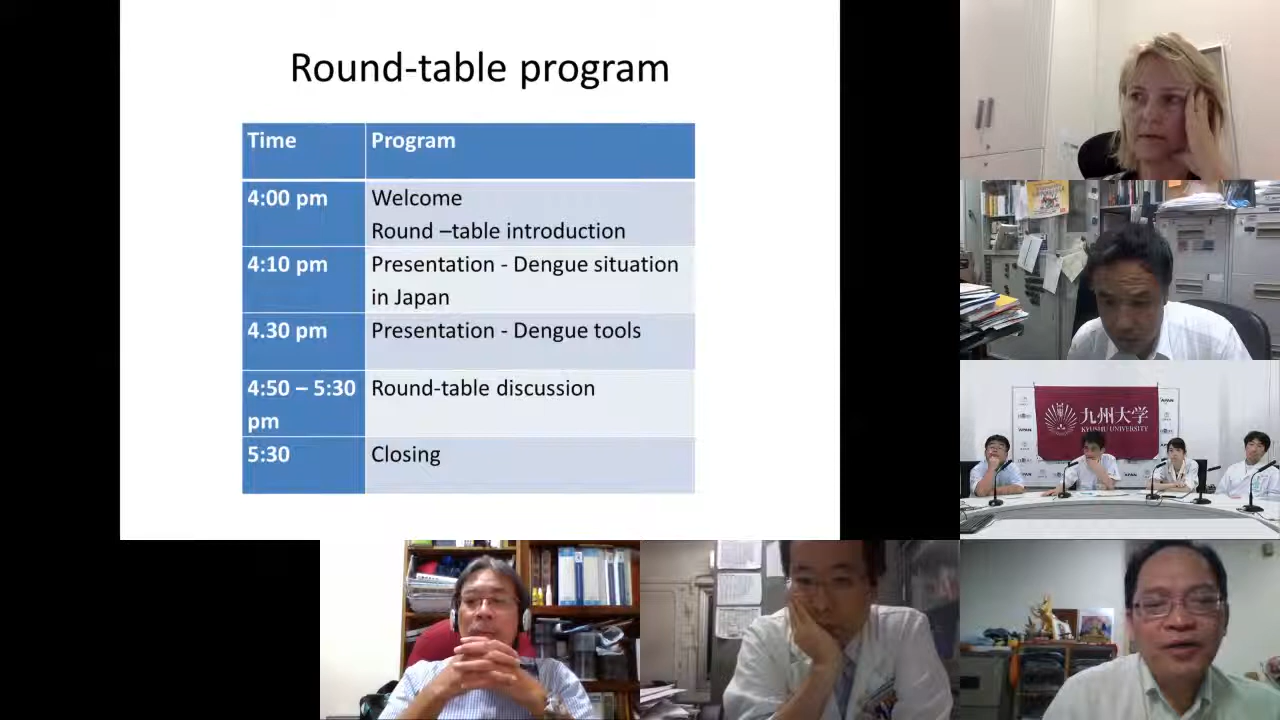 Round-table program
Time
Program
4:00 pm
Welcome
Round –table introduction
4:10 pm
Presentation - Dengue situation
in Japan
4.30 pm
Presentation - Dengue tools
4:50 – 5:30
pm
Round-table discussion
5:30
Closing
九州大学
KYUSHU UNIVERSITY